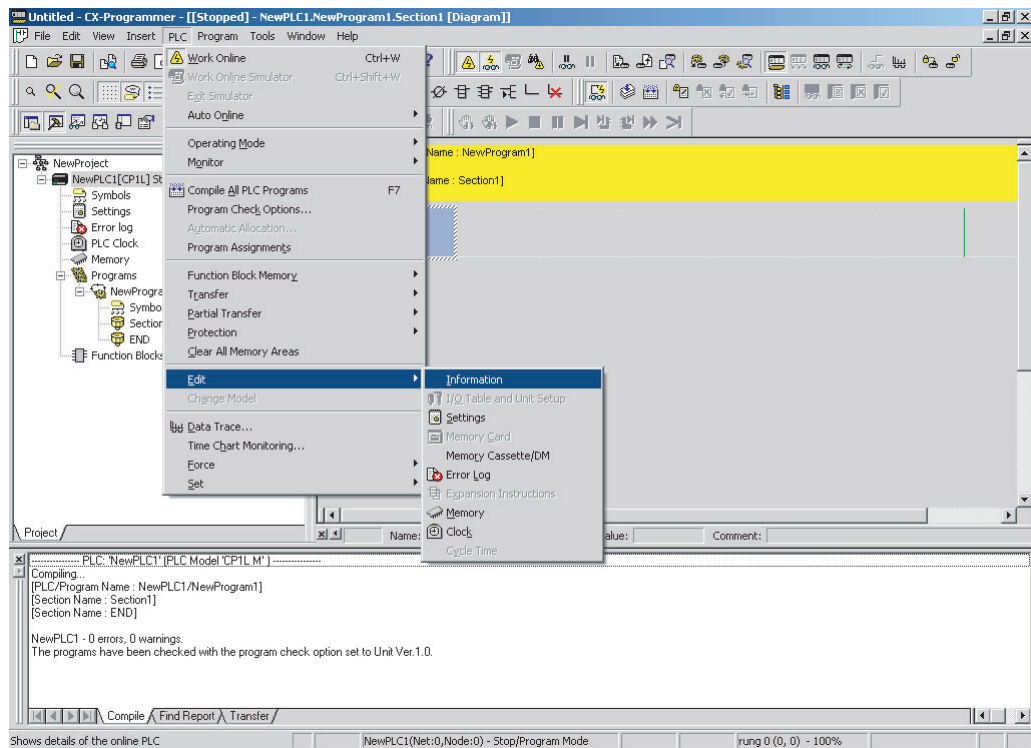 Untitled - CX-Programmer - [[Stopped] - NewPLC1.NewProgram1.Section1 [Diagram]]
File Edit View Insert PLC Program Tools Window Help
Work Online Ctrl+W
Work Online Simulator Ctrl+Shift+W
Exit Simulator
Auto Online
Operating Mode
Monitor
Compile All PLC Programs F7
Program Check Options...
Automatic Allocation...
Program Assignments
Function Block Memory
Transfer
Partial Transfer
Protection
Clear All Memory Areas
Edit
Change Model
Data Trace...
Time Chart Monitoring...
Force
Set
Information
I/O Table and Unit Setup
Settings
Memory Card
Memory Cassette/DM
Error Log
Expansion Instructions
Memory
Clock
Cycle Time
Name : NewProgram1]
Name : Section1]
NewProject
NewPLC1[CP1L] St
Symbols
Settings
Error log
PLC Clock
Memory
Programs
NewProgra
Symbo
Section
END
Function Blocks
Project
Name: alue: Comment:
--------------- PLC: 'NewPLC1' (PLC Model 'CP1L M' ) ---------------
Compiling...
[PLC/Program Name : NewPLC1/NewProgram1]
[Section Name : Section1]
[Section Name : END]
NewPLC1 - 0 errors, 0 warnings.
The programs have been checked with the program check option set to Unit Ver.1.0.
Compile Find Report Transfer
Shows details of the online PLC NewPLC1(Net:0,Node:0) - Stop/Program Mode rung 0 (0, 0) - 100%